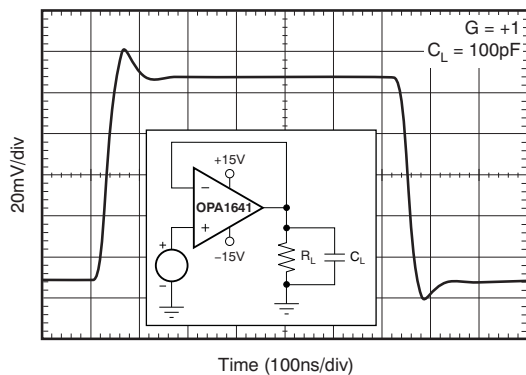 G = +1
C_L = 100pF
20mV/div
+15V
−
OPA1641
+
−15V
+
−
R_L
C_L
Time (100ns/div)